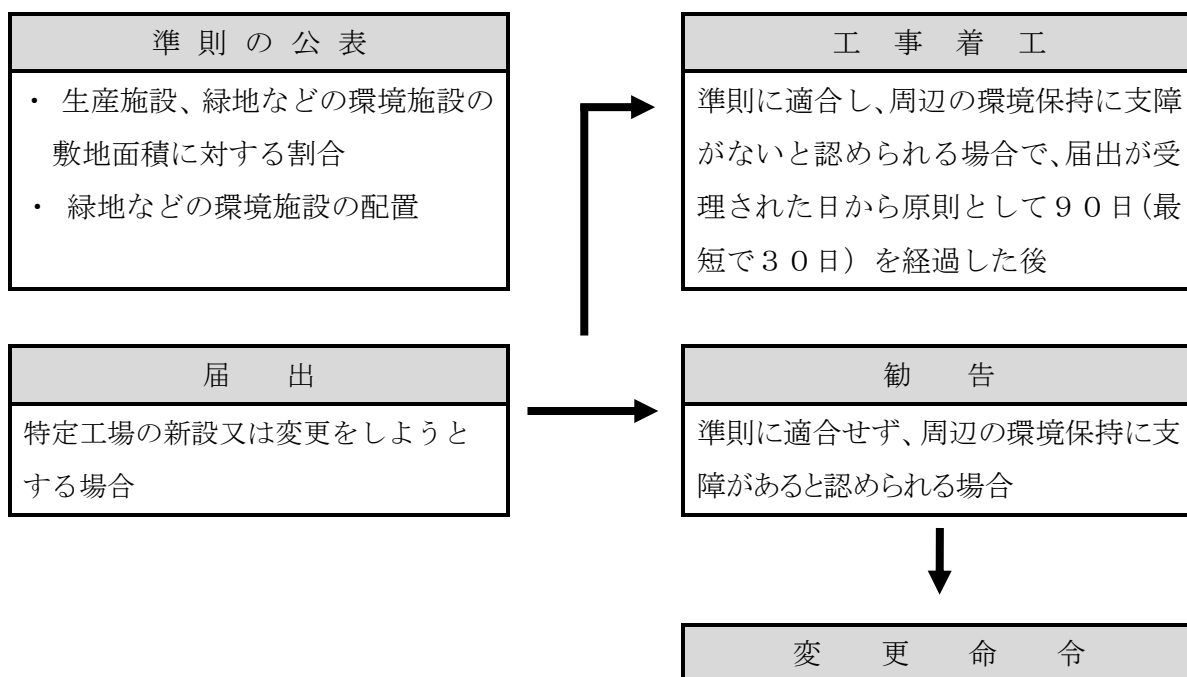 準則の公表
・ 生産施設、緑地などの環境施設の
敷地面積に対する割合
・ 緑地などの環境施設の配置
工事着工
準則に適合し、周辺の環境保持に支障
がないと認められる場合で、届出が受
理された日から原則として９０日（最
短で３０日）を経過した後
届出
特定工場の新設又は変更をしようと
する場合
勧告
準則に適合せず、周辺の環境保持に支
障があると認められる場合
変更命令